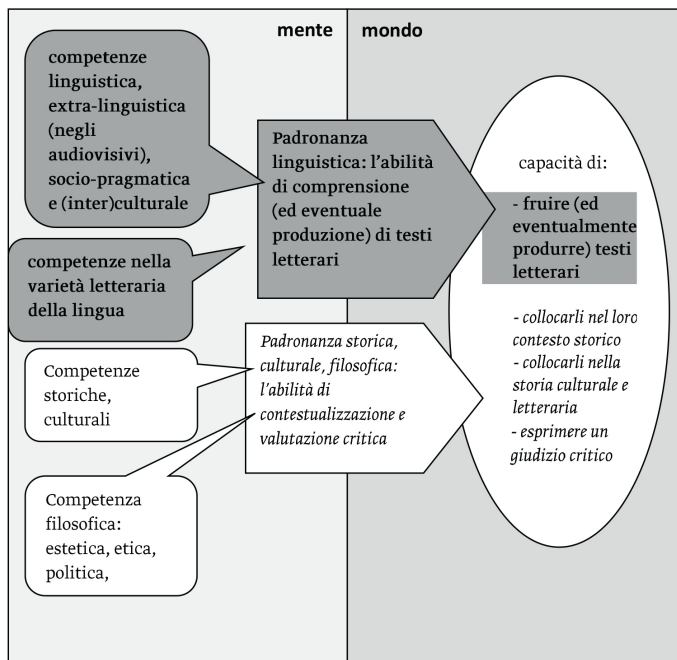 mente mondo
competenze
linguistica,
extra-linguistica
(negli
audiovisivi),
socio-pragmatica
e (inter)culturale
competenze nella
varietà letteraria
della lingua
Competenze
storiche,
culturali
Competenza
filosofica:
estetica, etica,
politica,
Padronanza
linguistica: l’abilità
di comprensione
(ed eventuale
produzione) di testi
letterari
Padronanza storica,
culturale, filosofica:
l’abilità di
contestualizzazione e
valutazione critica
capacità di:
- fruire (ed
eventualmente
produrre) testi
letterari
- collocarli nel loro
contesto storico
- collocarli nella
storia culturale e
letteraria
- esprimere un
giudizio critico